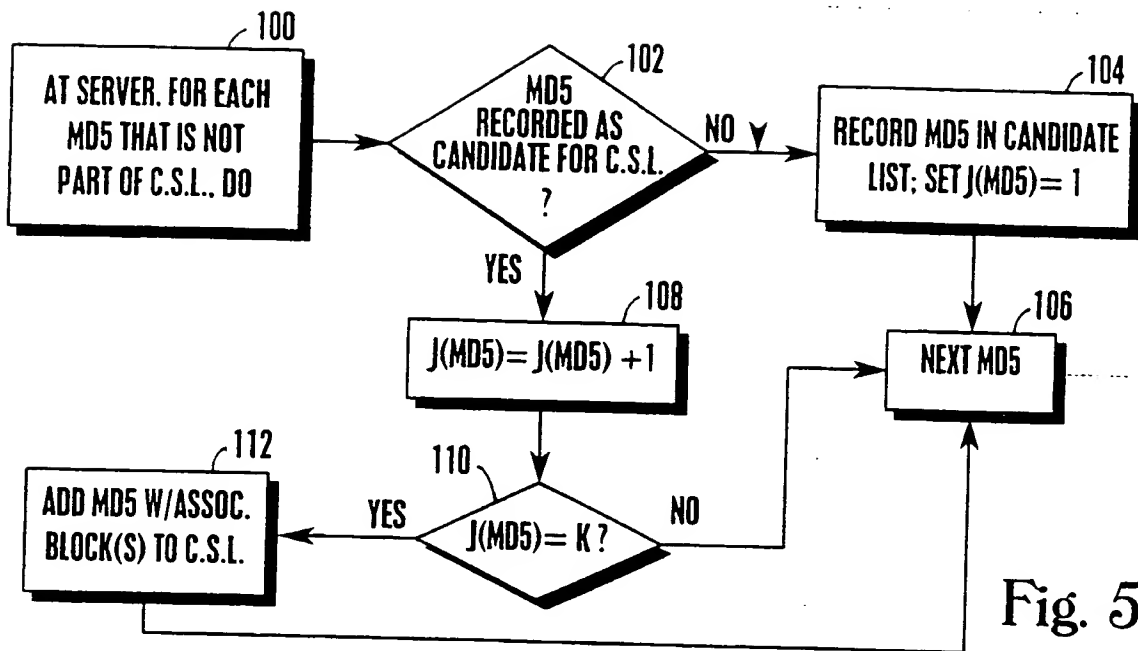 100
AT SERVER. FOR EACH
MD5 THAT IS NOT
PART OF C.S.L., DO
102
MD5
RECORDED AS
CANDIDATE FOR C.S.L.
?
NO
104
RECORD MD5 IN CANDIDATE
LIST; SET J(MD5)= 1
YES
108
J(MD5)= J(MD5) +1
106
NEXT MD5
110
J(MD5)= K ?
NO
YES
112
ADD MD5 W/ASSOC.
BLOCK(S) TO C.S.L.
Fig. 5